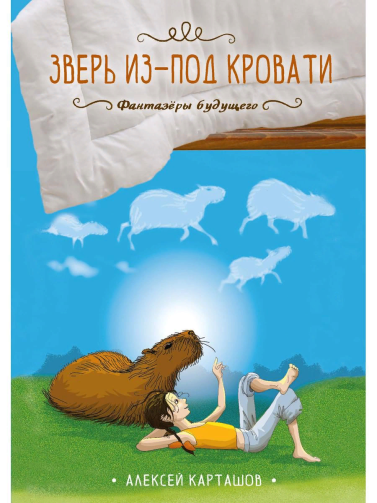 ЗВЕРЬ ИЗ-ПОД КРОВАТИ
Фантазёры будущего
• АЛЕКСЕЙ КАРТАШОВ •